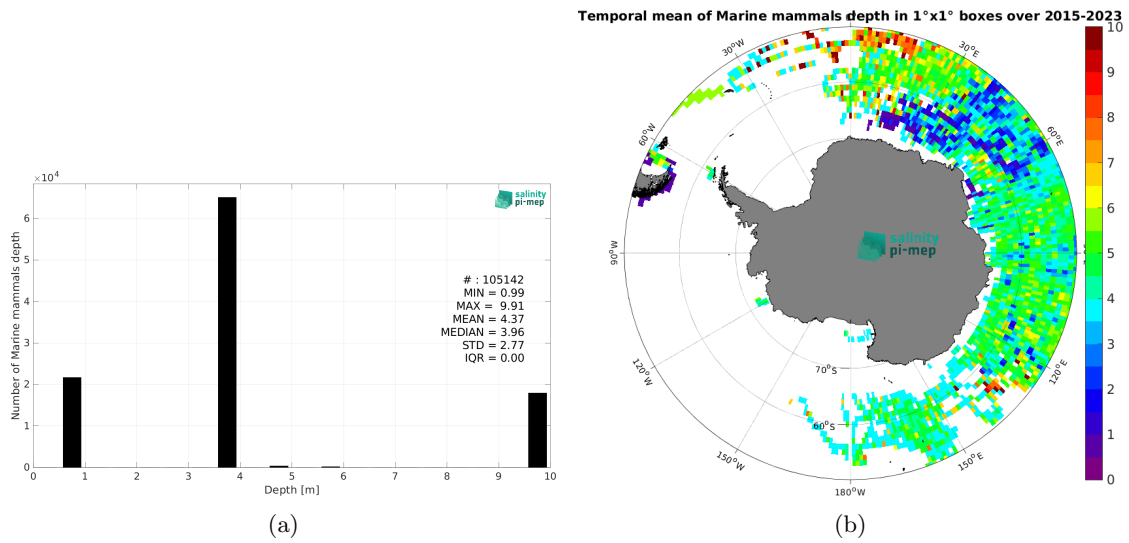 ×10⁴
6
5
4
3
2
1
0
Number of Marine mammals depth
salinity
pi-mep
# : 105142
MIN = 0.99
MAX = 9.91
MEAN = 4.37
MEDIAN = 3.96
STD = 2.77
IQR = 0.00
0 1 2 3 4 5 6 7 8 9 10
Depth [m]
(a)
Temporal mean of Marine mammals depth in 1°x1° boxes over 2015-2023
30°W
30°E
60°W
60°E
90°W
120°W
120°E
150°W
150°E
180°W
70°S
60°S
salinity
pi-mep
10
9
8
7
6
5
4
3
2
1
0
(b)